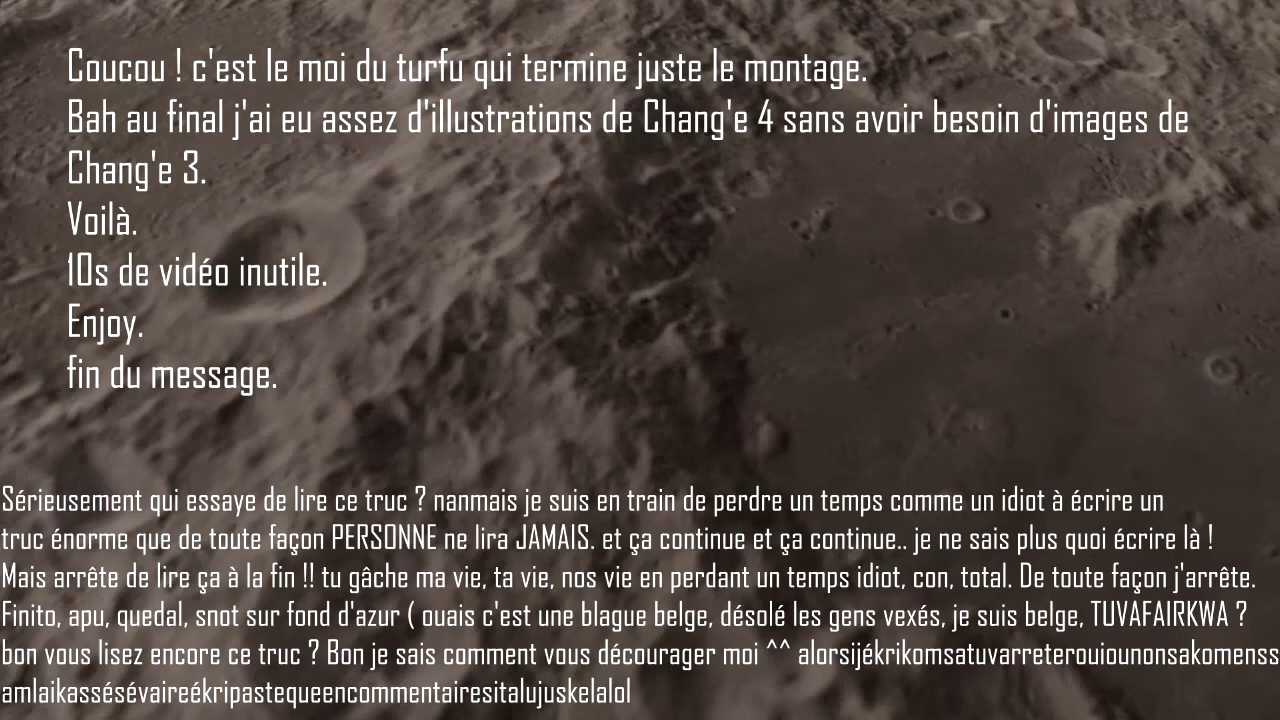 Coucou ! c'est le moi du turfu qui termine juste le montage.
Bah au final j'ai eu assez d'illustrations de Chang'e 4 sans avoir besoin d'images de
Chang'e 3.
Voilà.
10s de vidéo inutile.
Enjoy.
fin du message.
Sérieusement qui essaye de lire ce truc ? nanmais je suis en train de perdre un temps comme un idiot à écrire un
truc énorme que de toute façon PERSONNE ne lira JAMAIS. et ça continue et ça continue.. je ne sais plus quoi écrire là !
Mais arrête de lire ça à la fin !! tu gâche ma vie, ta vie, nos vie en perdant un temps idiot, con, total. De toute façon j'arrête.
Finito, apu, quedal, snot sur fond d'azur ( ouais c'est une blague belge, désolé les gens vexés, je suis belge, TUVAFAIRKWA ?
bon vous lisez encore ce truc ? Bon je sais comment vous décourager moi ^^ alorsijékrikomsatuvarreterouiounonsakomenss
amlaikassésévaireékripastequeencommentairesitalujuskelalol